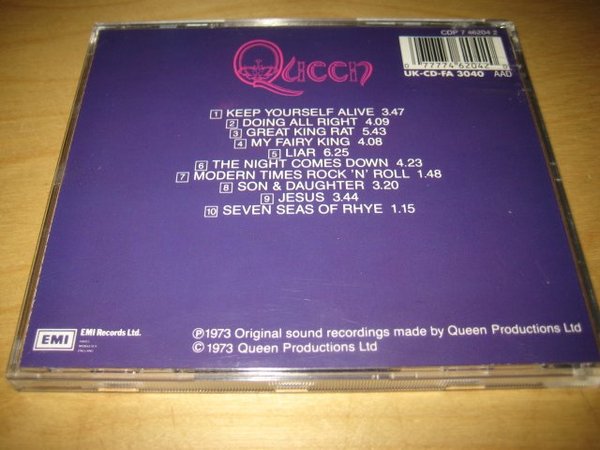 CDP 7 46204 2
Queen
0 77774 62042
UK-CD-FA 3040 AAD
1 KEEP YOURSELF ALIVE 3.47
2 DOING ALL RIGHT 4.09
3 GREAT KING RAT 5.43
4 MY FAIRY KING 4.08
5 LIAR 6.25
6 THE NIGHT COMES DOWN 4.23
7 MODERN TIMES ROCK 'N' ROLL 1.48
8 SON & DAUGHTER 3.20
9 JESUS 3.44
10 SEVEN SEAS OF RHYE 1.15
EMI
EMI Records Ltd.
ENGLAND
℗1973 Original sound recordings made by Queen Productions Ltd
©1973 Queen Productions Ltd